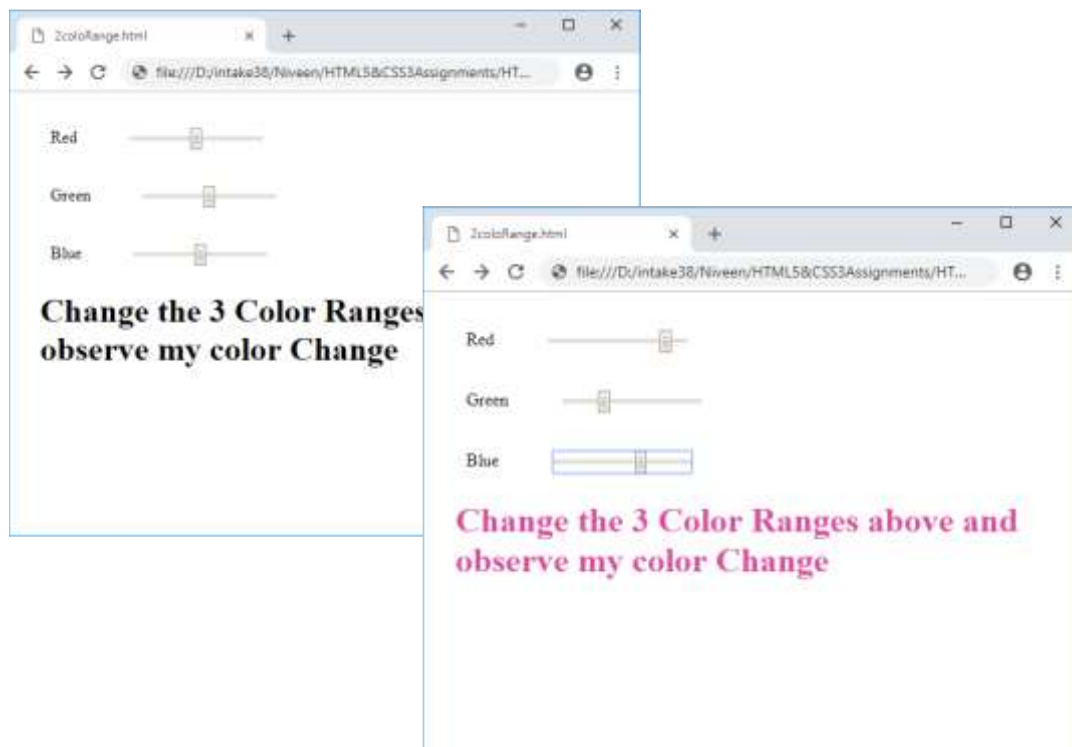 2coloRange.html
file:///D:/intake38/Niveen/HTML5&CSS3Assignments/HT...
Red
Green
Blue
Change the 3 Color Ranges
observe my color Change
2coloRange.html
file:///D:/intake38/Niveen/HTML5&CSS3Assignments/HT...
Red
Green
Blue
Change the 3 Color Ranges above and
observe my color Change